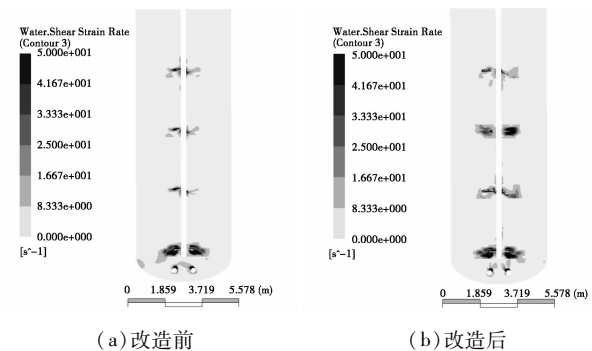 Water.Shear Strain Rate
(Contour 3)
5.000e+001
4.167e+001
3.333e+001
2.500e+001
1.667e+001
8.333e+000
0.000e+000
[s^-1]
0 1.859 3.719 5.578 (m)
(a)改造前
Water.Shear Strain Rate
(Contour 3)
5.000e+001
4.167e+001
3.333e+001
2.500e+001
1.667e+001
8.333e+000
0.000e+000
[s^-1]
0 1.859 3.719 5.578 (m)
(b)改造后